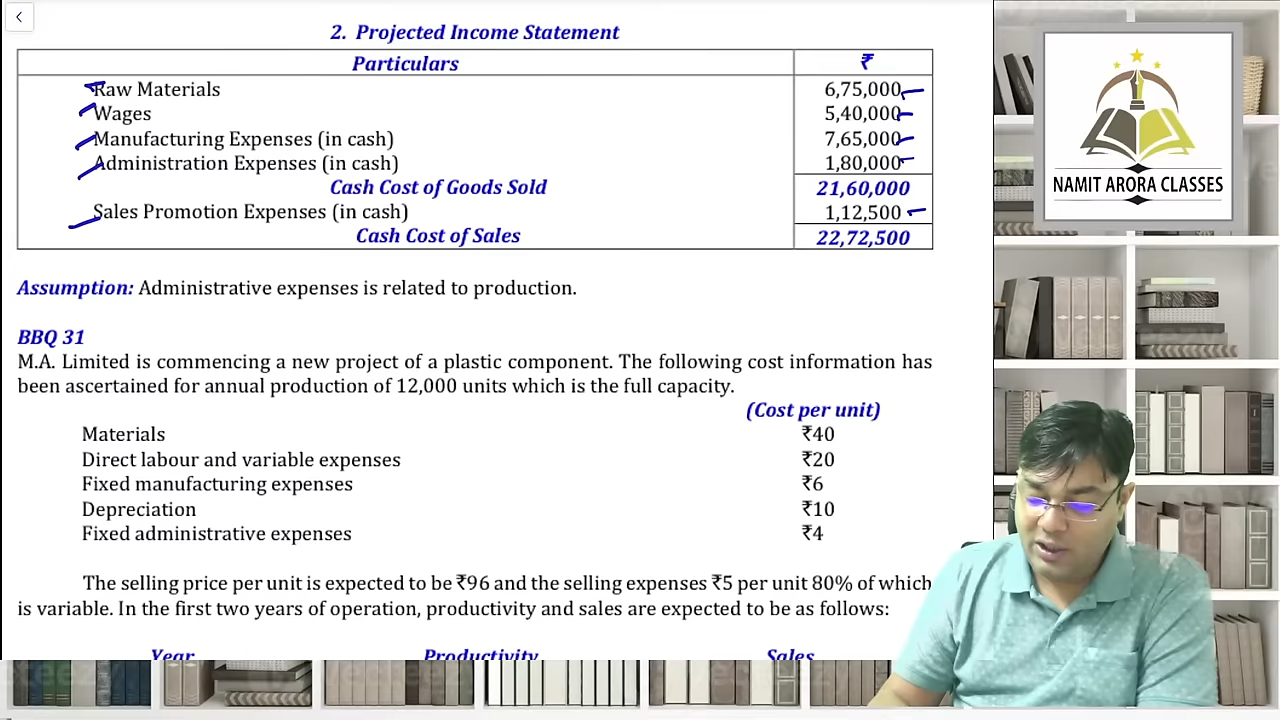 2. Projected Income Statement
Particulars ₹
Raw Materials 6,75,000
Wages 5,40,000
Manufacturing Expenses (in cash) 7,65,000
Administration Expenses (in cash) 1,80,000
Cash Cost of Goods Sold 21,60,000
Sales Promotion Expenses (in cash) 1,12,500
Cash Cost of Sales 22,72,500
Assumption: Administrative expenses is related to production.
BBQ 31
M.A. Limited is commencing a new project of a plastic component. The following cost information has
been ascertained for annual production of 12,000 units which is the full capacity.
(Cost per unit)
Materials ₹40
Direct labour and variable expenses ₹20
Fixed manufacturing expenses ₹6
Depreciation ₹10
Fixed administrative expenses ₹4
The selling price per unit is expected to be ₹96 and the selling expenses ₹5 per unit 80% of which
is variable. In the first two years of operation, productivity and sales are expected to be as follows:
Year Productivity Sales
NAMIT ARORA CLASSES